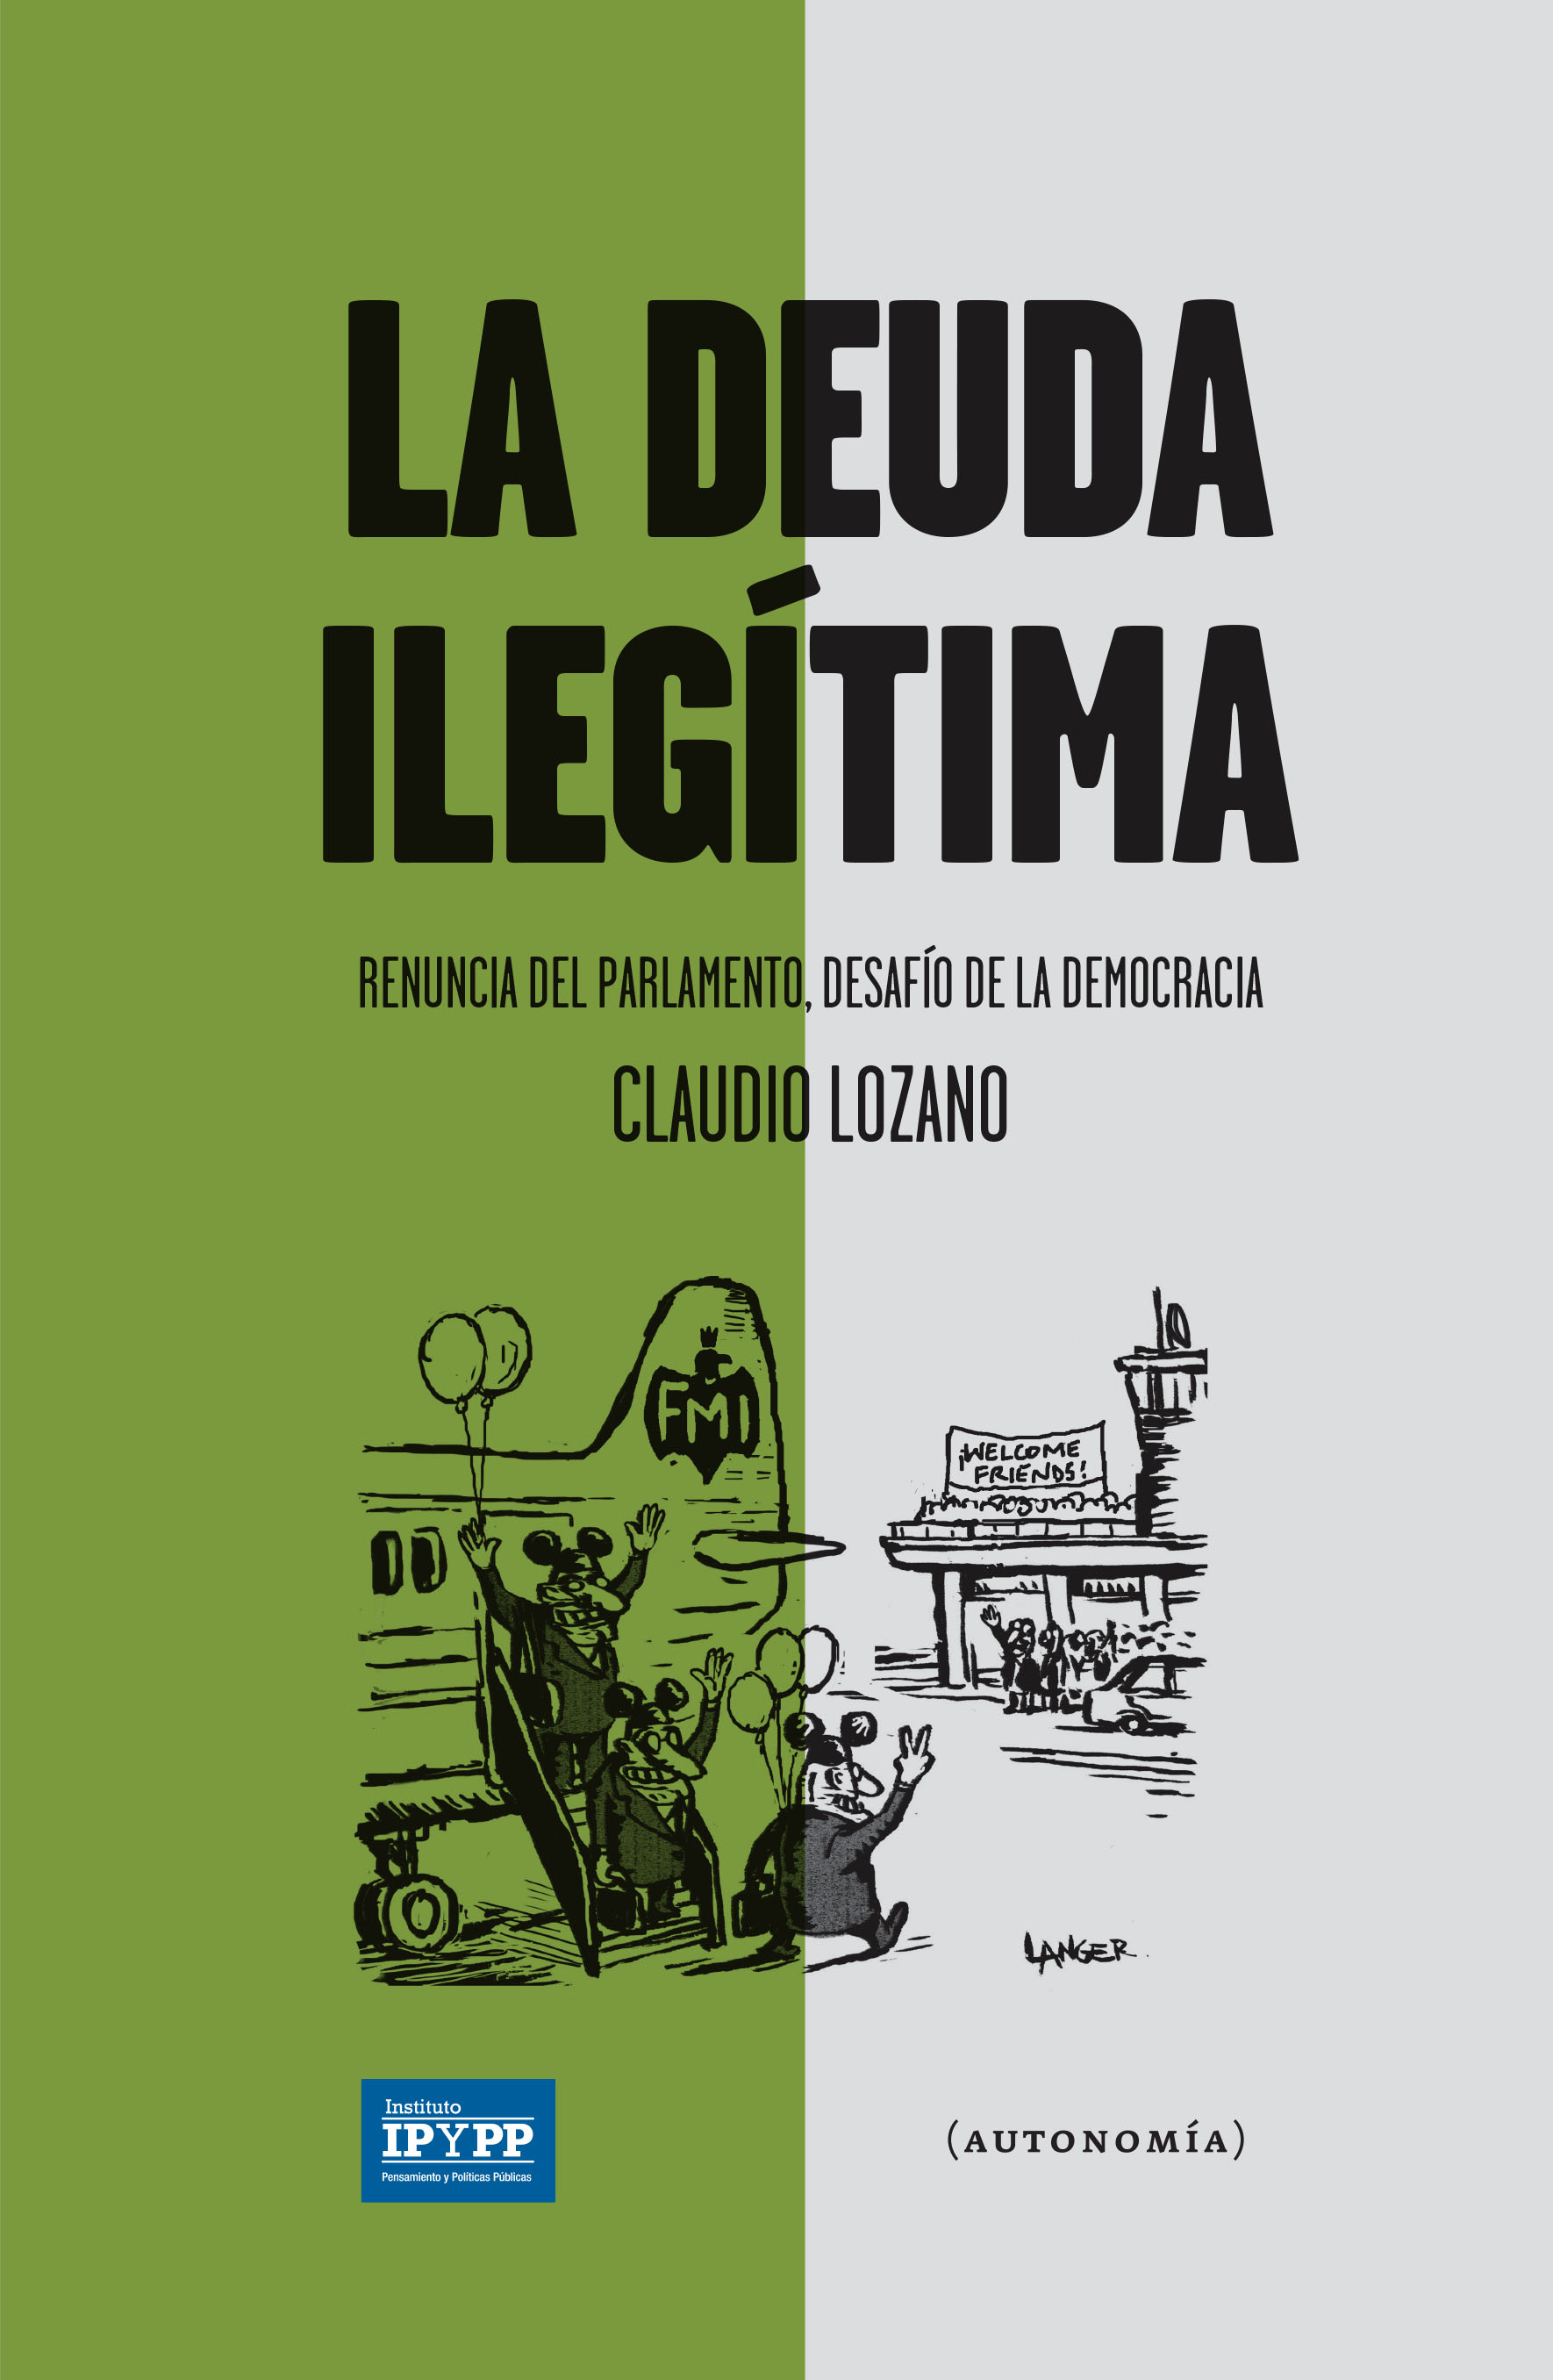 LA DEUDA
ILEGÍTIMA
RENUNCIA DEL PARLAMENTO, DESAFÍO DE LA DEMOCRACIA
CLAUDIO LOZANO
FMI
¡WELCOME
FRIENDS!
LANGER
Instituto
IPYPP
Pensamiento y Políticas Públicas
(AUTONOMÍA)